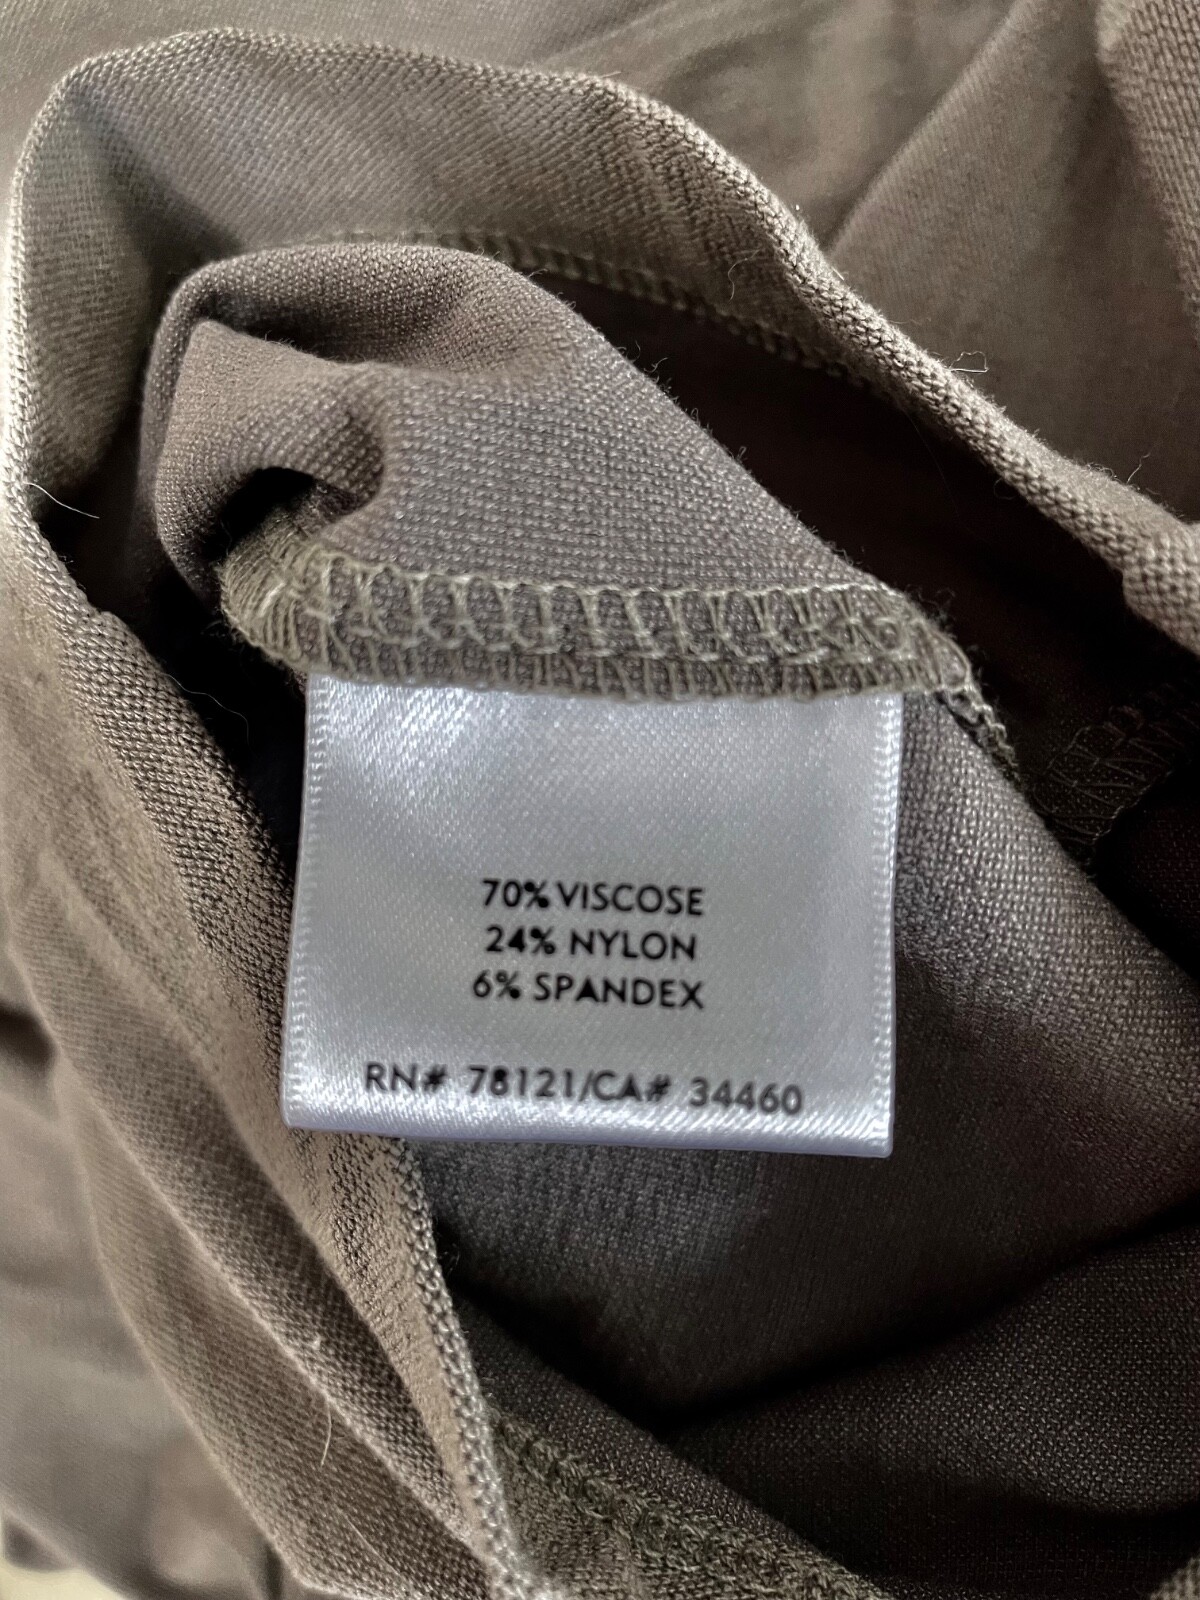 70% VISCOSE
24% NYLON
6% SPANDEX
RN# 78121/CA# 34460